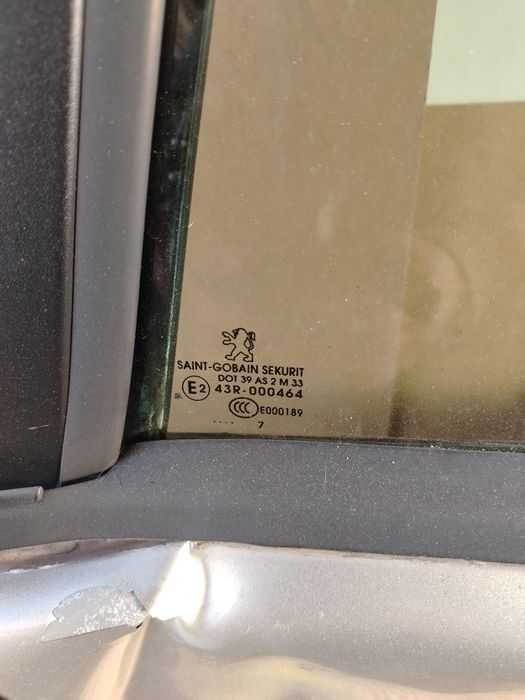 SAINT-GOBAIN SEKURIT
DOT 39 AS 2 M 33
E2 43R-000464
CCC E000189
.... 7